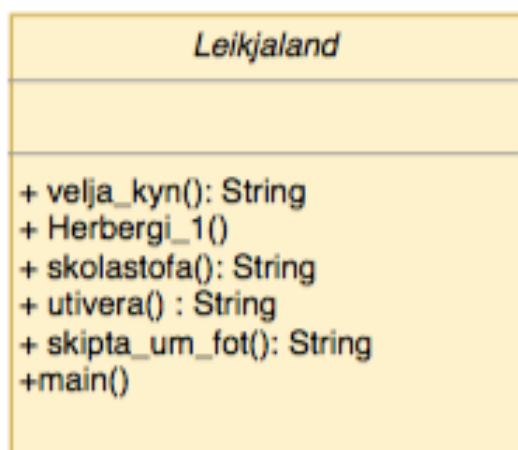 Leikjaland
+ velja_kyn(): String
+ Herbergi_1()
+ skolastofa(): String
+ utivera() : String
+ skipta_um_fot(): String
+main()